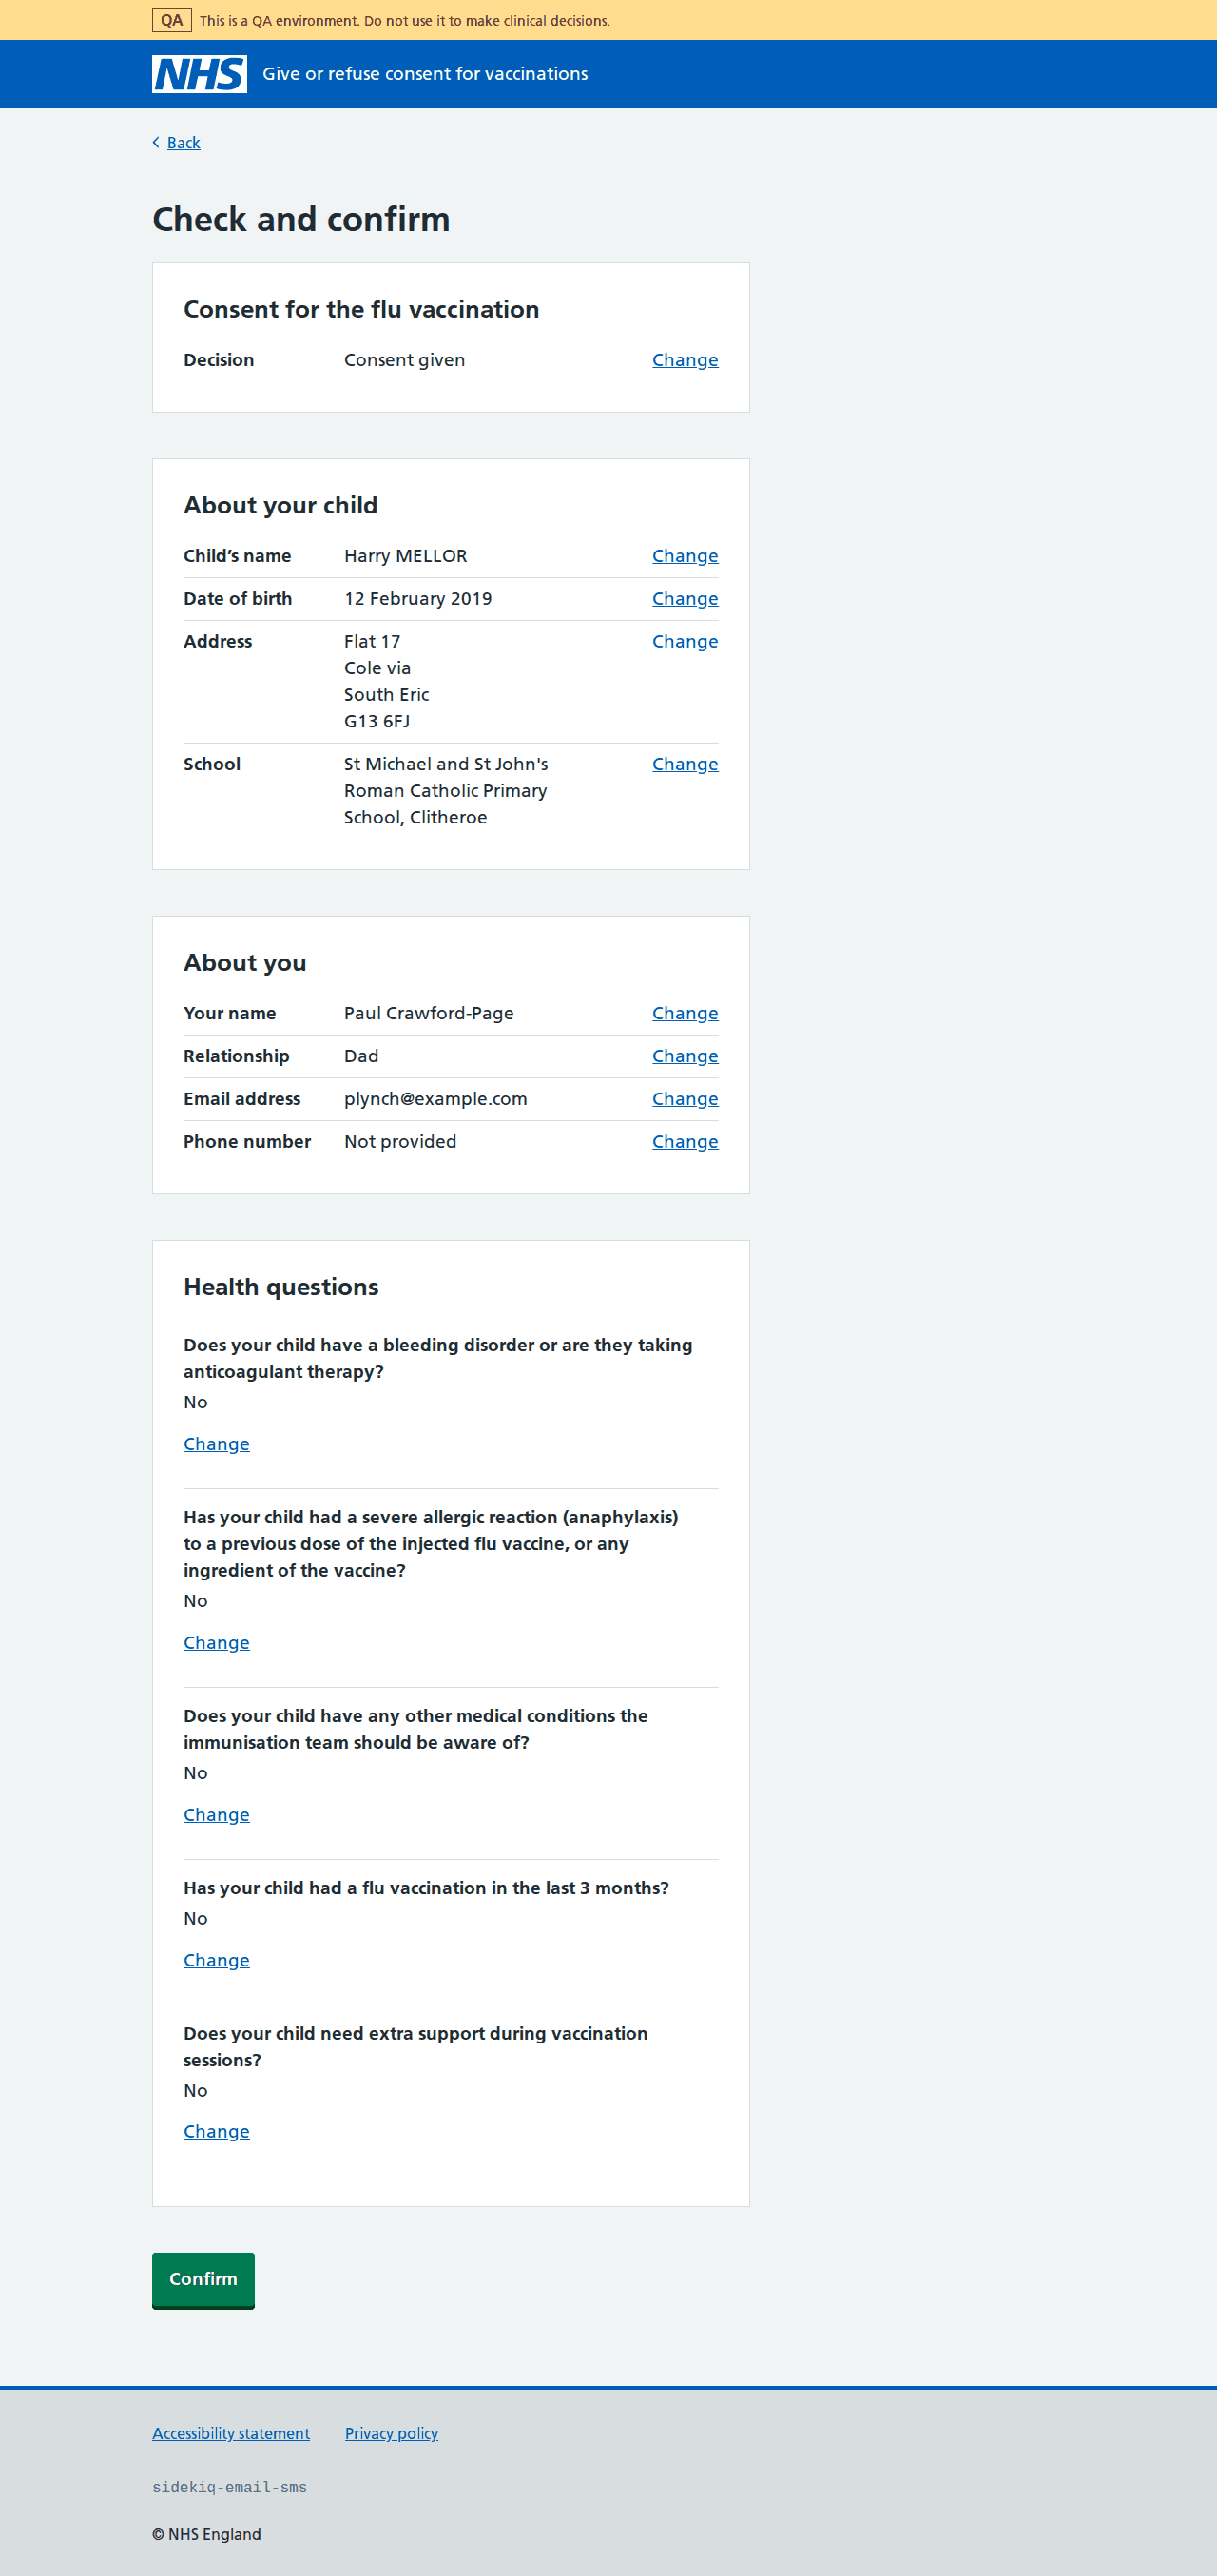 QA This is a QA environment. Do not use it to make clinical decisions.
NHS Give or refuse consent for vaccinations
Back
Check and confirm
Consent for the flu vaccination
Decision Consent given Change
About your child
Child’s name Harry MELLOR Change
Date of birth 12 February 2019 Change
Address Flat 17 Change
Cole via
South Eric
G13 6FJ
School St Michael and St John's Change
Roman Catholic Primary
School, Clitheroe
About you
Your name Paul Crawford-Page Change
Relationship Dad Change
Email address plynch@example.com Change
Phone number Not provided Change
Health questions
Does your child have a bleeding disorder or are they taking
anticoagulant therapy?
No
Change
Has your child had a severe allergic reaction (anaphylaxis)
to a previous dose of the injected flu vaccine, or any
ingredient of the vaccine?
No
Change
Does your child have any other medical conditions the
immunisation team should be aware of?
No
Change
Has your child had a flu vaccination in the last 3 months?
No
Change
Does your child need extra support during vaccination
sessions?
No
Change
Confirm
Accessibility statement Privacy policy
sidekiq-email-sms
© NHS England